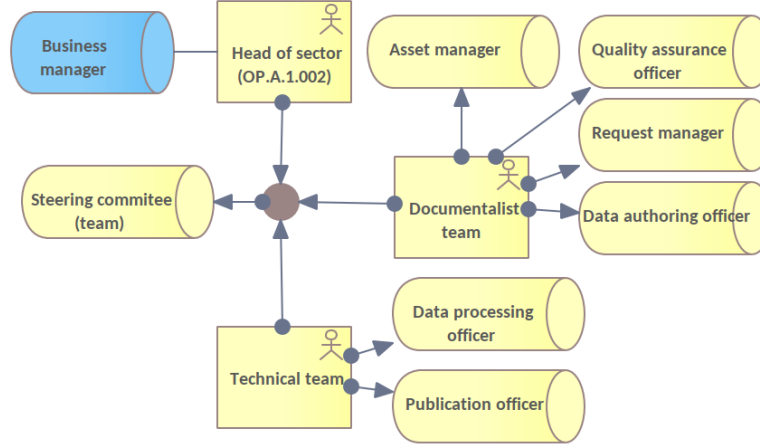 Business
manager
Head of sector
(OP.A.1.002)
Asset manager
Quality assurance
officer
Request manager
Steering commitee
(team)
Documentalist
team
Data authoring officer
Data processing
officer
Technical team
Publication officer